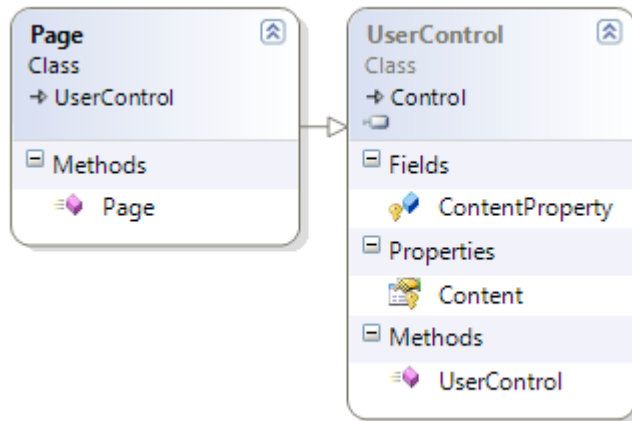 Page
Class
UserControl
Methods
Page
UserControl
Class
Control
Fields
ContentProperty
Properties
Content
Methods
UserControl